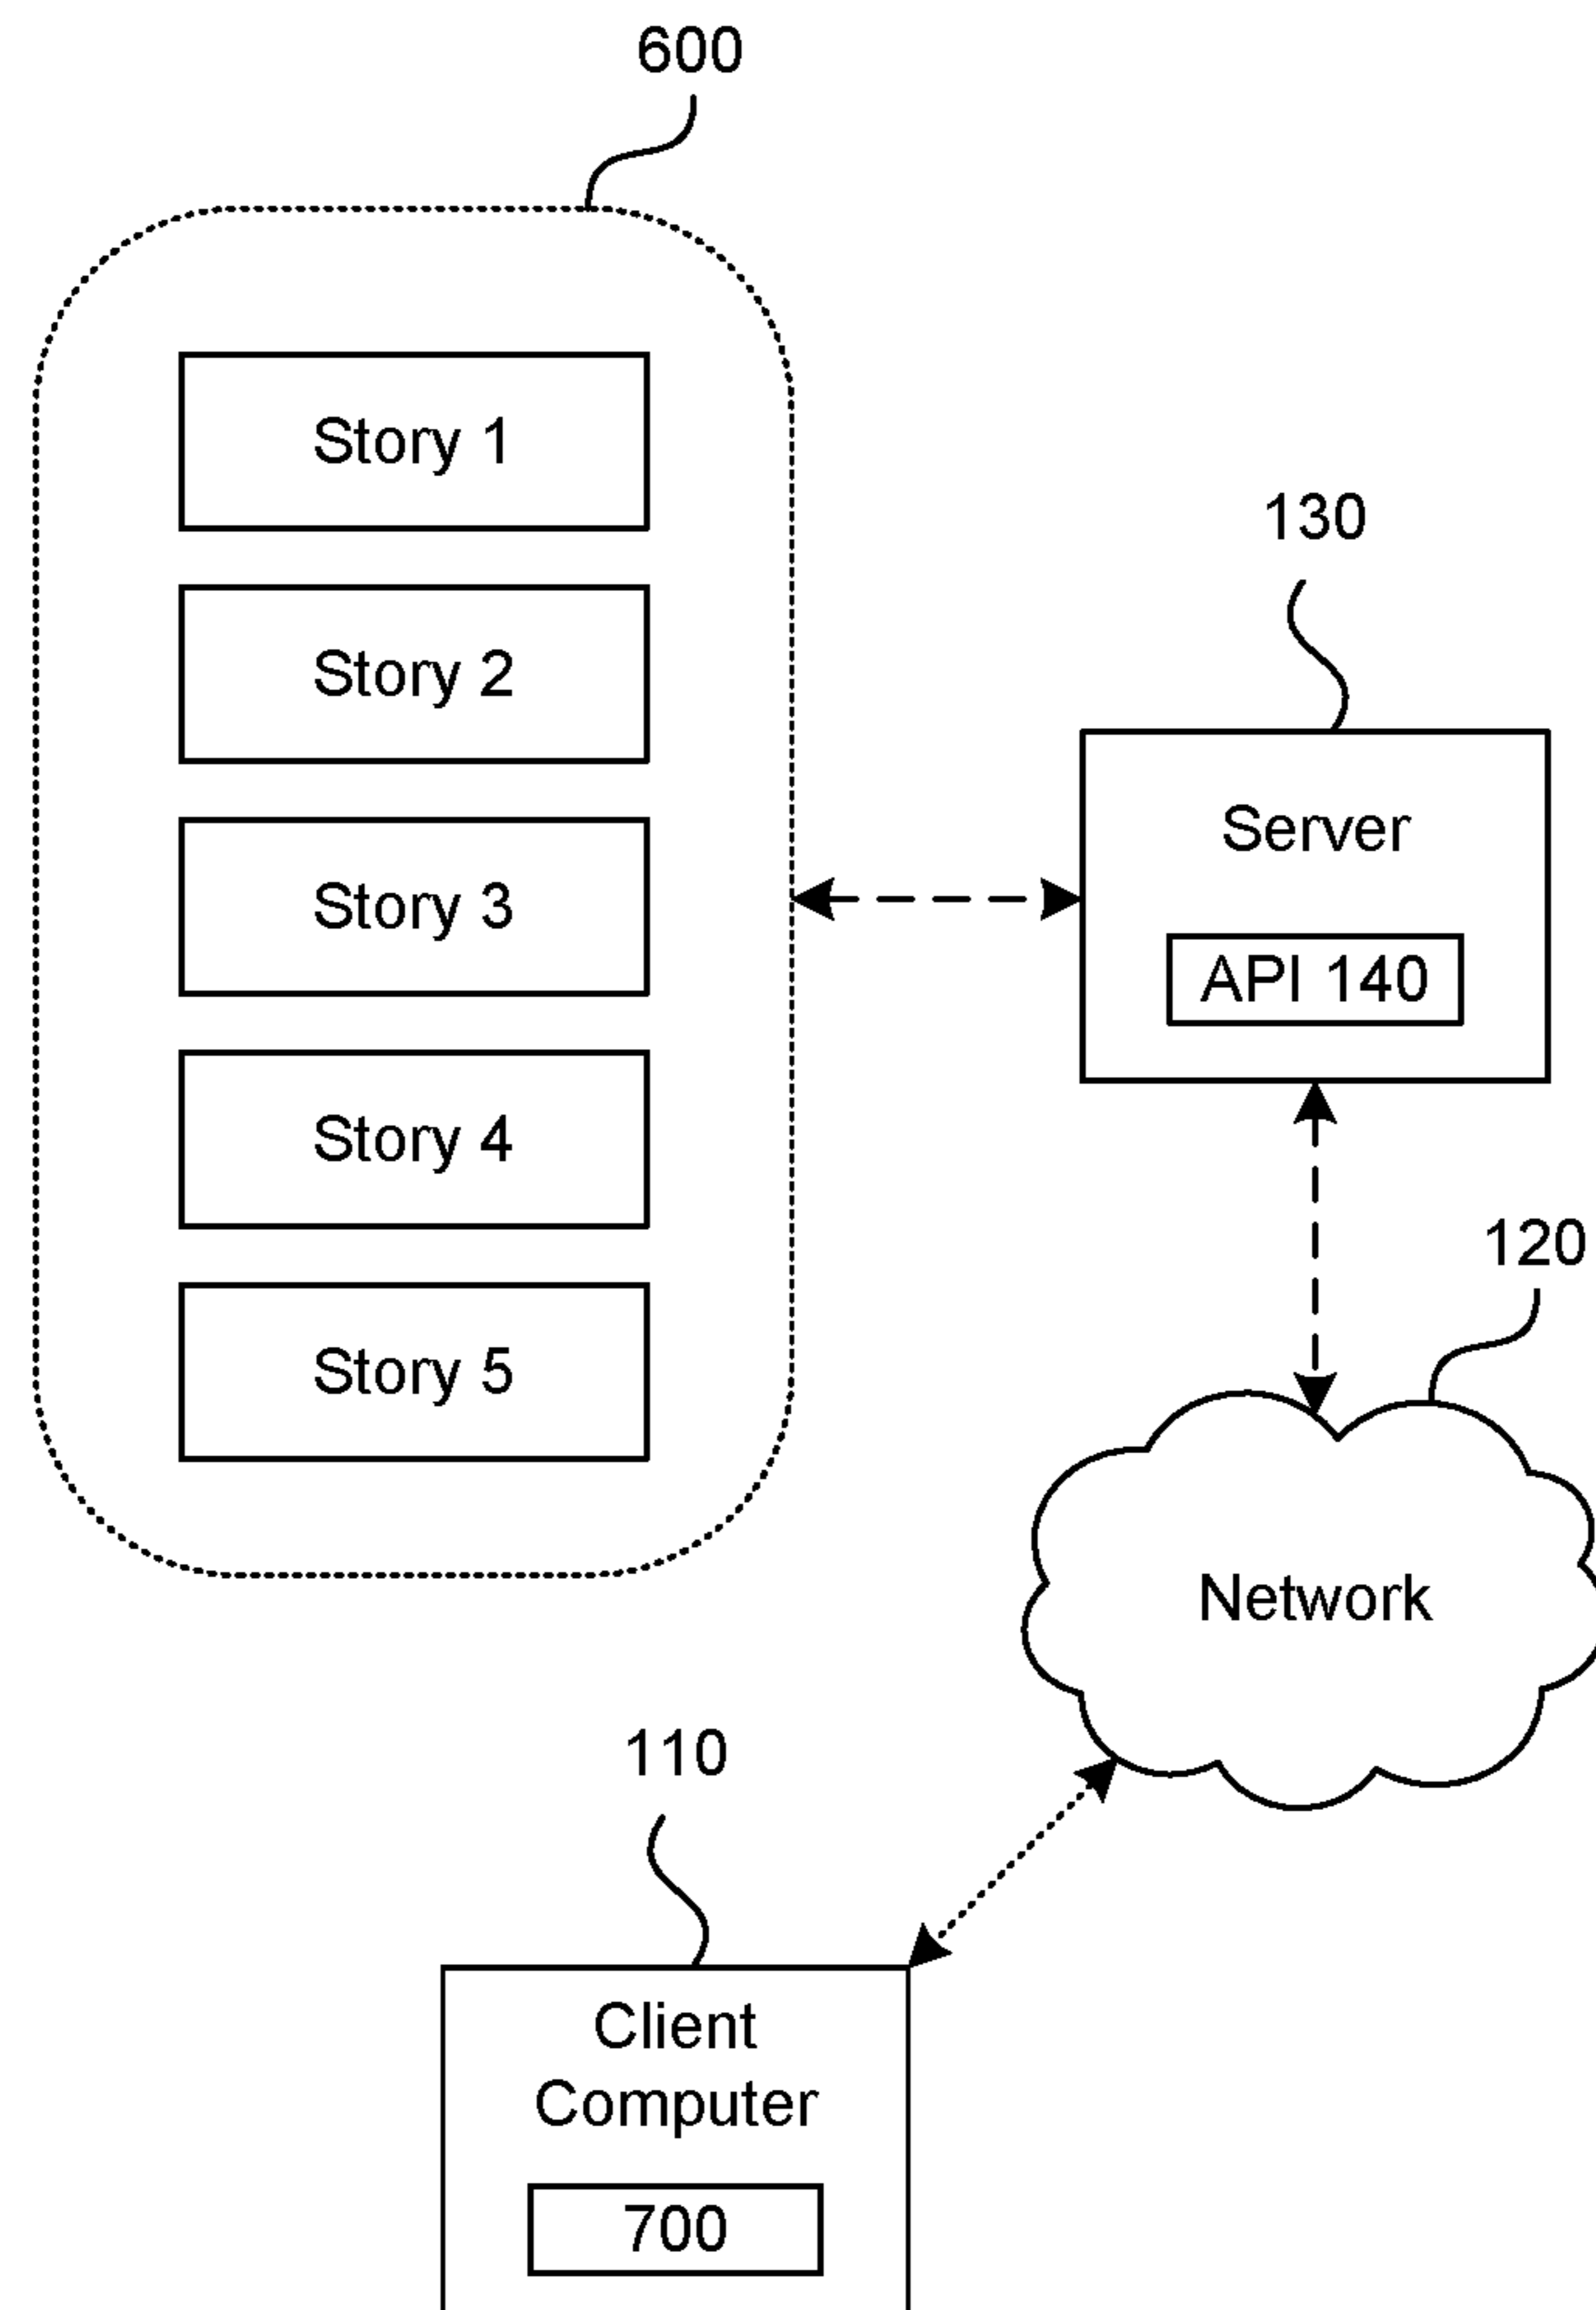 600
Story 1
Story 2
Story 3
Story 4
Story 5
130
Server
API 140
120
Network
110
Client
Computer
700